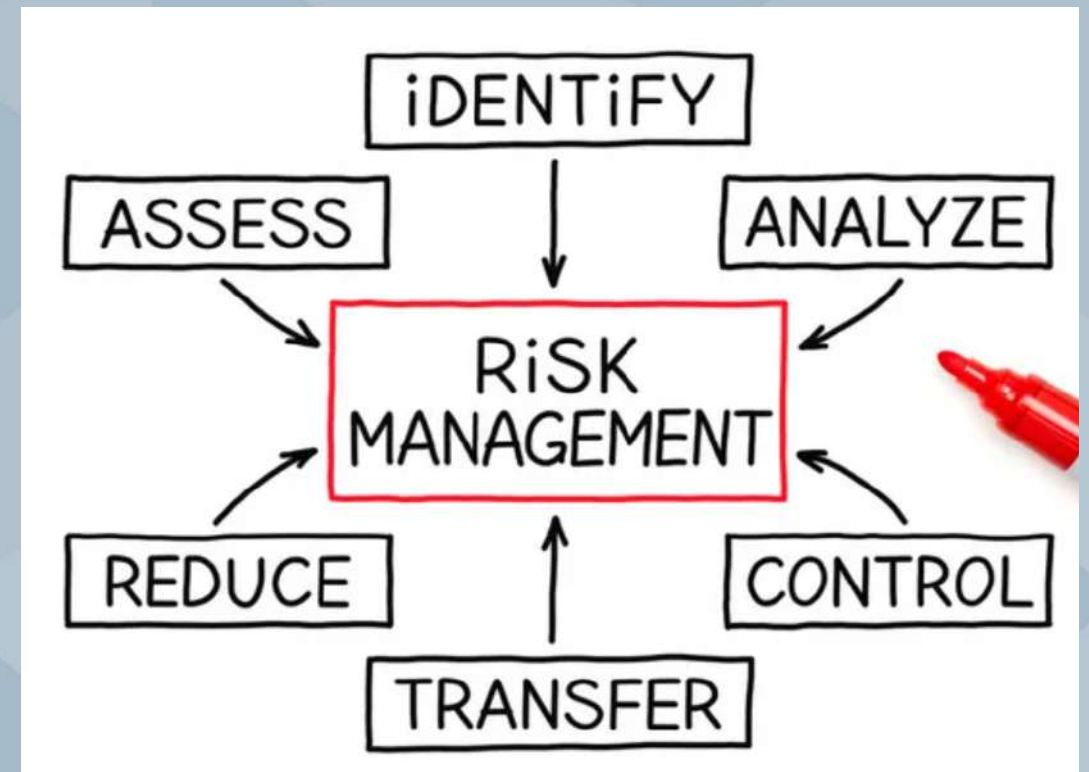 iDENTiFY
ASSESS
ANALYZE
RiSK
MANAGEMENT
REDUCE
CONTROL
TRANSFER